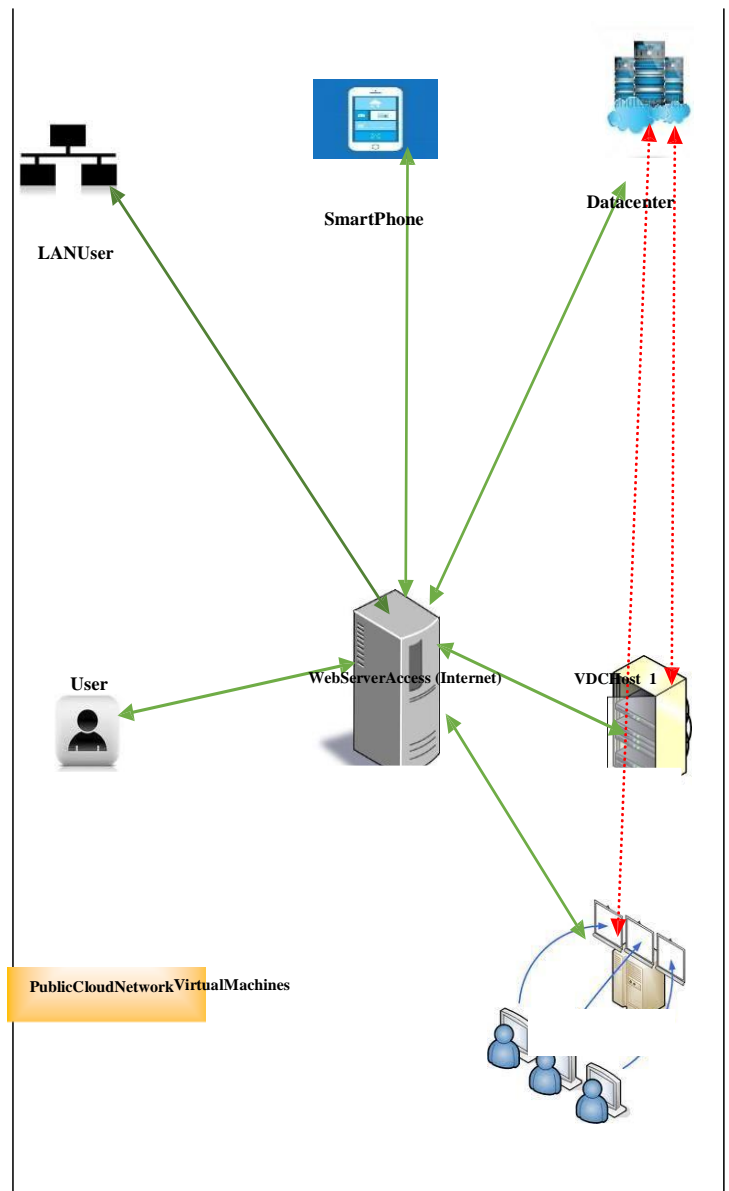 SmartPhone
Datacenter
LANUser
User
WebServerAccess (Internet)
VDCHost 1
PublicCloudNetworkVirtualMachines